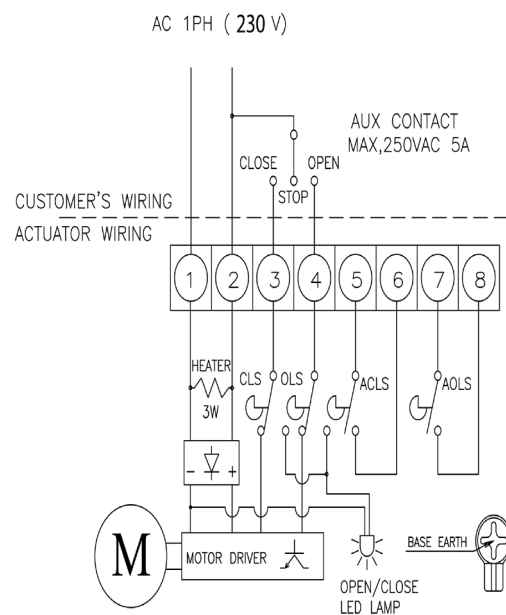 AC 1PH ( 230 V)
AUX CONTACT
MAX,250VAC 5A
CLOSE
OPEN
STOP
CUSTOMER'S WIRING
ACTUATOR WIRING
1 2 3 4 5 6 7 8
HEATER
3W
CLS
OLS
ACLS
AOLS
- +
M
MOTOR DRIVER
BASE EARTH
OPEN/CLOSE
LED LAMP